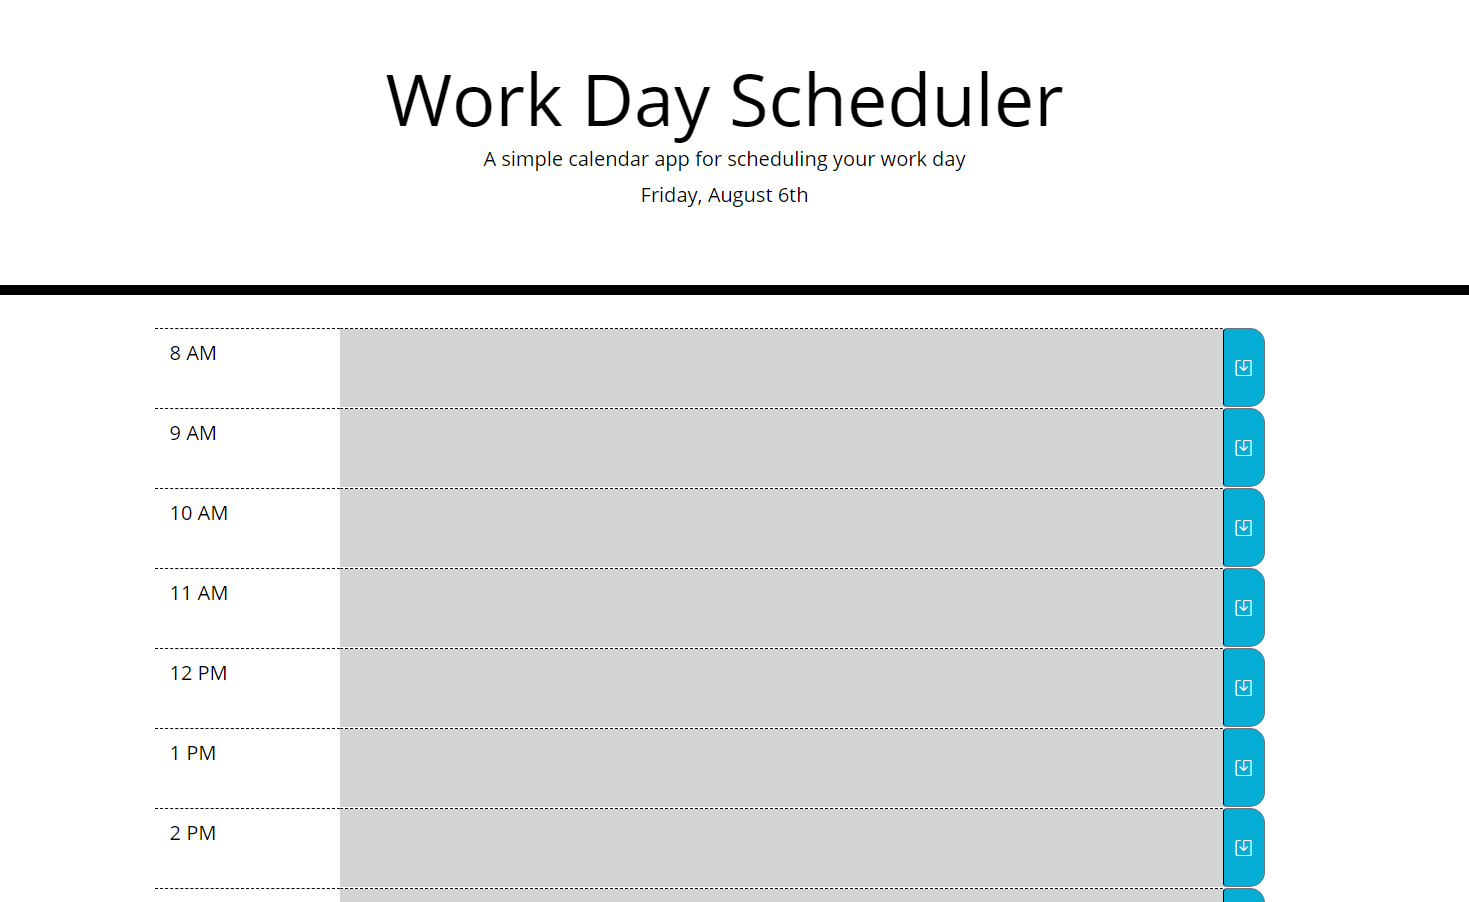 Work Day Scheduler
A simple calendar app for scheduling your work day
Friday, August 6th
8 AM
9 AM
10 AM
11 AM
12 PM
1 PM
2 PM